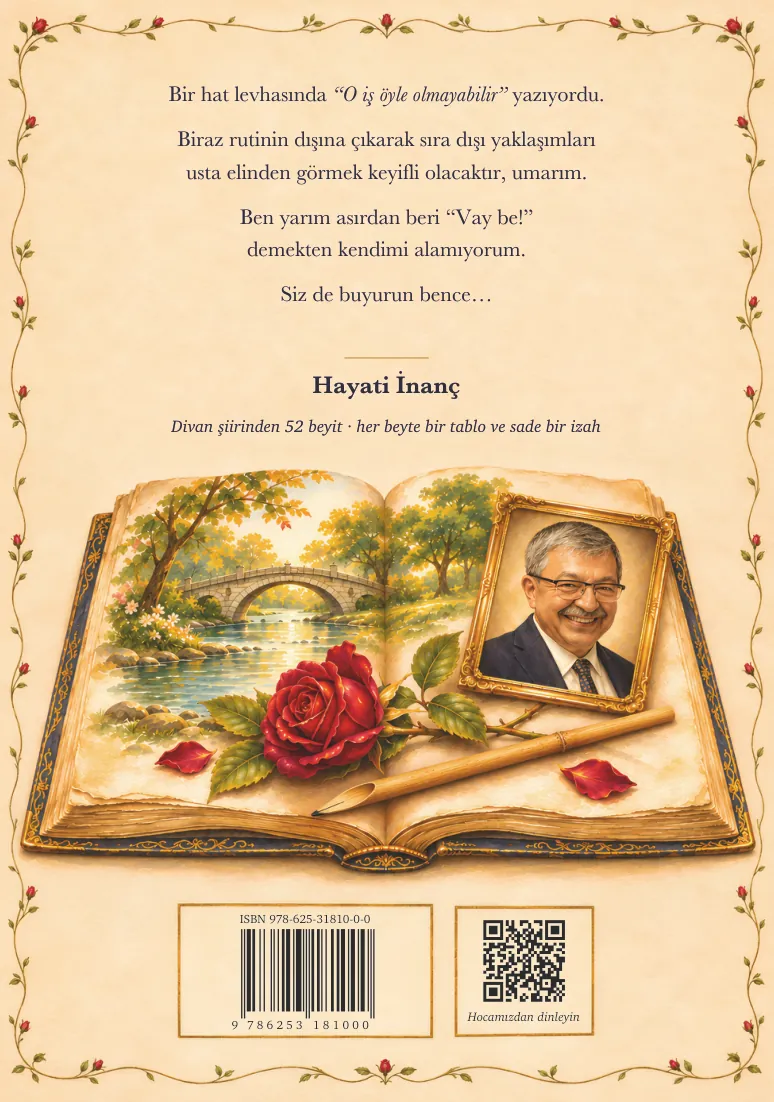 Bir hat levhasında “O iş öyle olmayabilir” yazıyordu.
Biraz rutinin dışına çıkarak sıra dışı yaklaşımları
usta elinden görmek keyifli olacaktır, umarım.
Ben yarım asırdan beri “Vay be!”
demekten kendimi alamıyorum.
Siz de buyurun bence…
Hayati İnanç
Divan şiirinden 52 beyit · her beyte bir tablo ve sade bir izah
ISBN 978-625-31810-0-0
9 786253 181000
Hocamızdan dinleyin